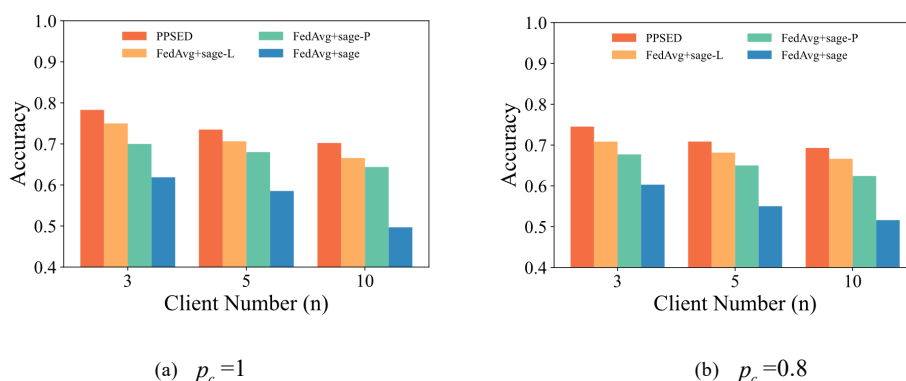 1.0
0.9
0.8
0.7
0.6
0.5
0.4
Accuracy
PPSED
FedAvg+sage-L
FedAvg+sage-P
FedAvg+sage
3 5 10
Client Number (n)
(a) p_c =1
1.0
0.9
0.8
0.7
0.6
0.5
0.4
Accuracy
PPSED
FedAvg+sage-L
FedAvg+sage-P
FedAvg+sage
3 5 10
Client Number (n)
(b) p_c =0.8